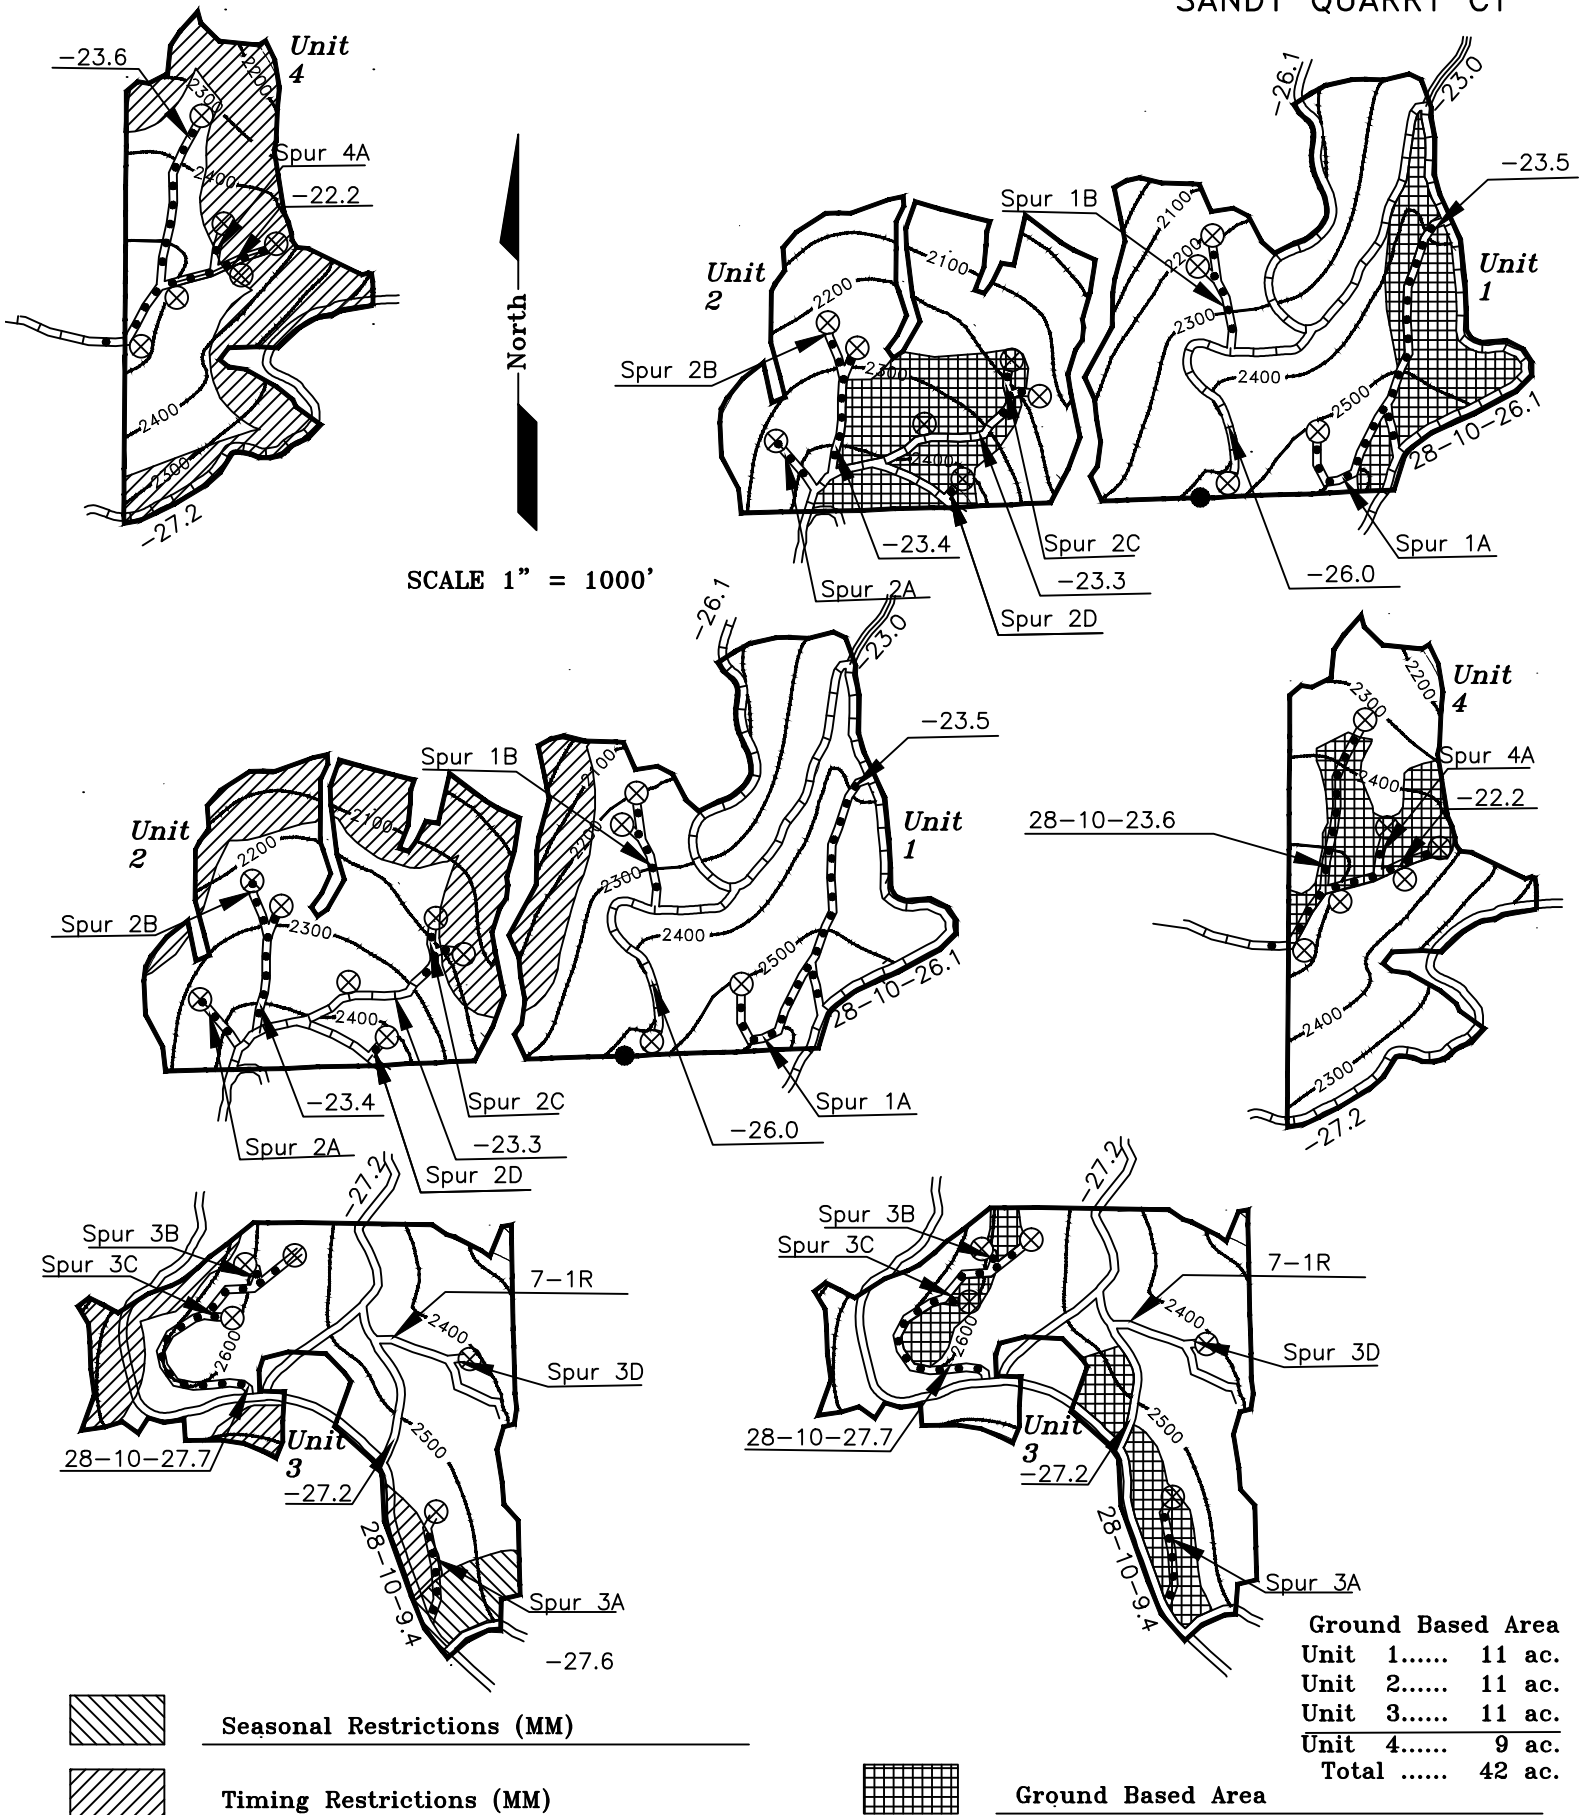 SANDY QUARRY CT
Unit
4
-23.6
2200
2300
Spur 4A
2400
-22.2
2400
2300
-27.2
North
SCALE 1” = 1000’
-26.1
-23.0
-23.5
Spur 1B
2100
2200
Unit
1
Unit
2
2100
2200
2300
2400
2500
Spur 2B
2300
2400
28-10-26.1
-23.4
Spur 2C
Spur 1A
-26.0
Spur 2A
-23.3
Spur 2D
-26.1
-23.0
-23.5
Spur 1B
2100
2200
Unit
1
Unit
2
2100
2200
2300
2400
2500
Spur 2B
2300
2400
28-10-26.1
-23.4
Spur 2C
Spur 1A
-26.0
Spur 2A
-23.3
Spur 2D
Unit
4
2200
2300
Spur 4A
2400
-22.2
28-10-23.6
2400
2300
-27.2
-27.2
Spur 3B
Spur 3C
7-1R
2400
2600
Spur 3D
2500
Unit
3
28-10-27.7
-27.2
28-10-9.4
Spur 3A
-27.6
-27.2
Spur 3B
Spur 3C
7-1R
2400
2600
Spur 3D
2500
Unit
3
28-10-27.7
-27.2
28-10-9.4
Spur 3A
Ground Based Area
Unit 1...... 11 ac.
Unit 2...... 11 ac.
Unit 3...... 11 ac.
Unit 4...... 9 ac.
Total ...... 42 ac.
Seasonal Restrictions (MM)
Timing Restrictions (MM)
Ground Based Area